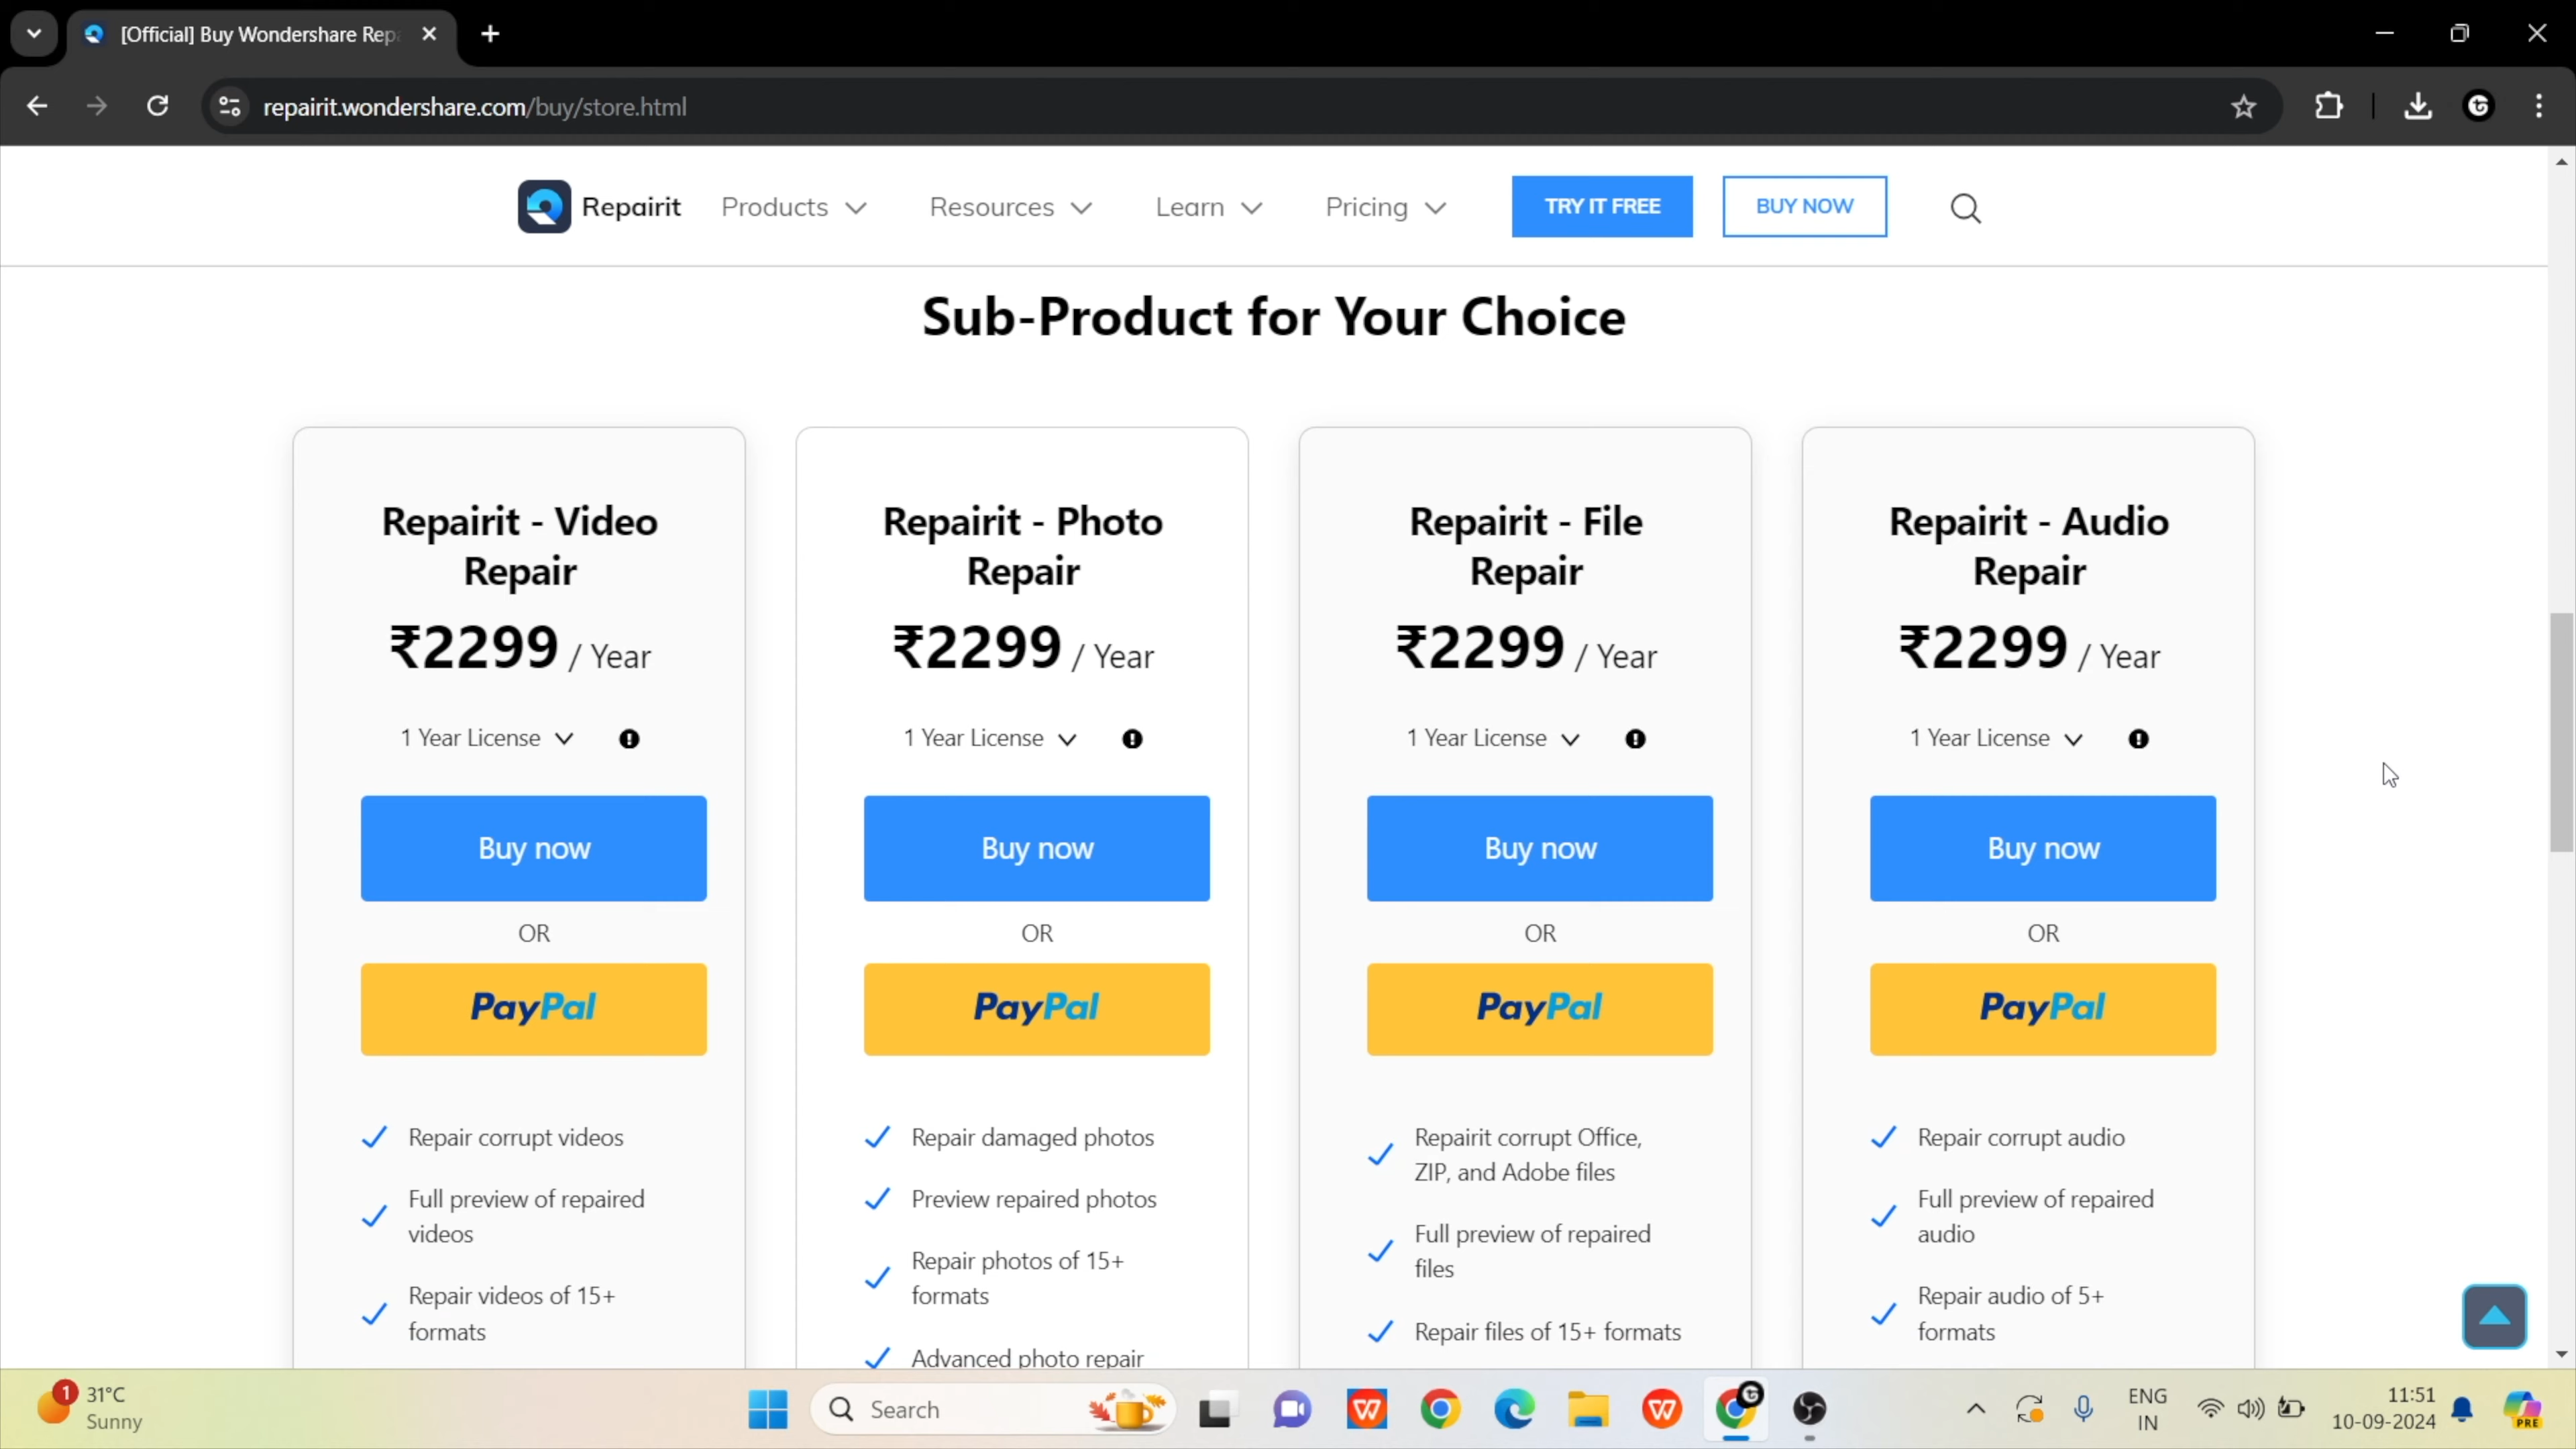 [Official] Buy Wondershare Rep
repairit.wondershare.com/buy/store.html
Repairit Products Resources Learn Pricing TRY IT FREE BUY NOW
Sub-Product for Your Choice
Repairit - Video
Repair
₹2299 / Year
1 Year License
Buy now
OR
PayPal
Repair corrupt videos
Full preview of repaired
videos
Repair videos of 15+
formats
Repairit - Photo
Repair
₹2299 / Year
1 Year License
Buy now
OR
PayPal
Repair damaged photos
Preview repaired photos
Repair photos of 15+
formats
Advanced photo repair
Repairit - File
Repair
₹2299 / Year
1 Year License
Buy now
OR
PayPal
Repairit corrupt Office,
ZIP, and Adobe files
Full preview of repaired
files
Repair files of 15+ formats
Repairit - Audio
Repair
₹2299 / Year
1 Year License
Buy now
OR
PayPal
Repair corrupt audio
Full preview of repaired
audio
Repair audio of 5+
formats
1
31°C
Sunny
Search
ENG
IN
11:51
10-09-2024
PRE